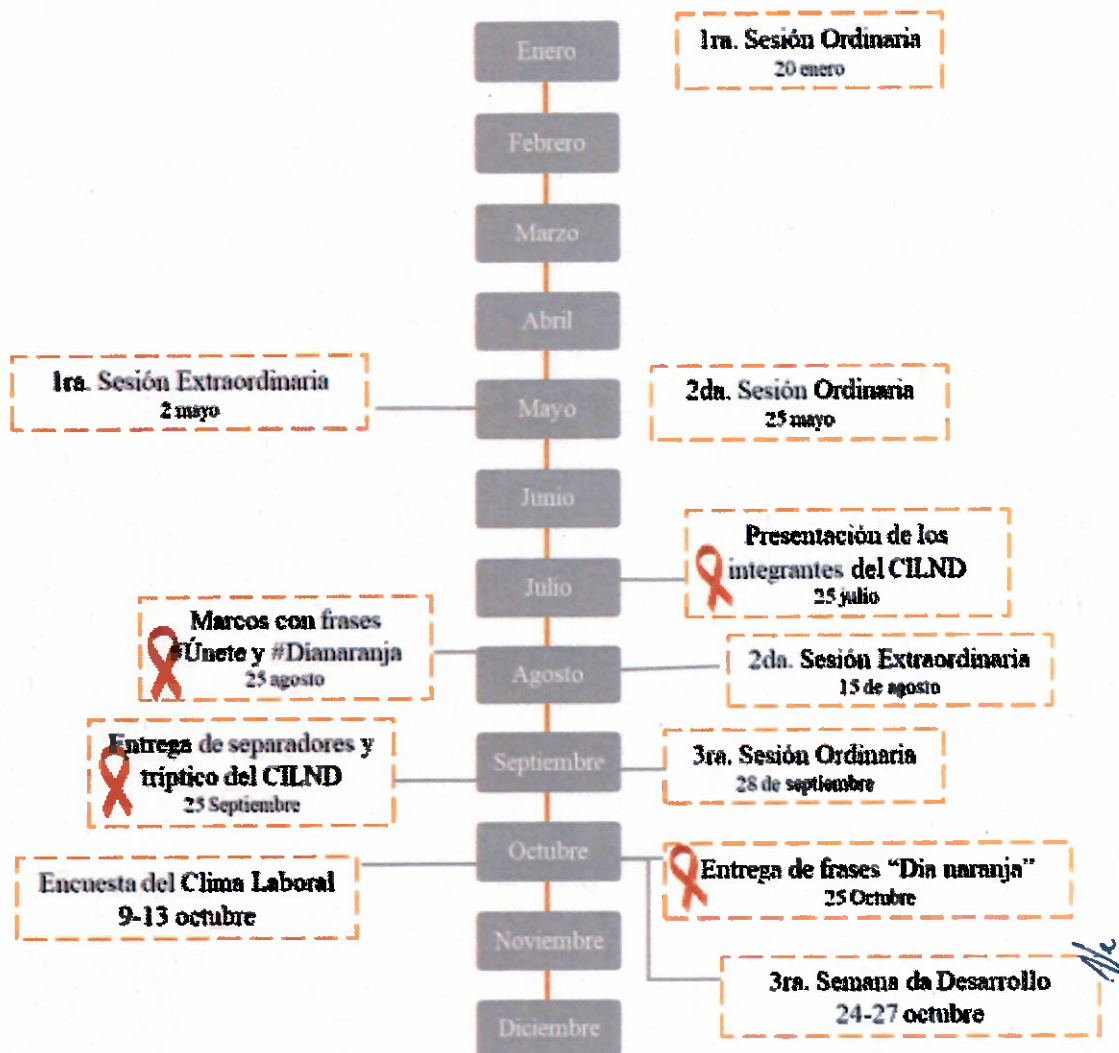 Enero
1ra. Sesión Ordinaria
20 enero
Febrero
Marzo
Abril
1ra. Sesión Extraordinaria
2 mayo
Mayo
2da. Sesión Ordinaria
25 mayo
Junio
Julio
Presentación de los
integrantes del CILND
25 julio
Marcos con frases
#Únete y #Dianaranja
25 agosto
Agosto
2da. Sesión Extraordinaria
15 de agosto
Entrega de separadores y
tríptico del CILND
25 Septiembre
Septiembre
3ra. Sesión Ordinaria
28 de septiembre
Octubre
Encuesta del Clima Laboral
9-13 octubre
Entrega de frases “Dia naranja”
25 Octubre
Noviembre
3ra. Semana da Desarrollo
24-27 octubre
Diciembre